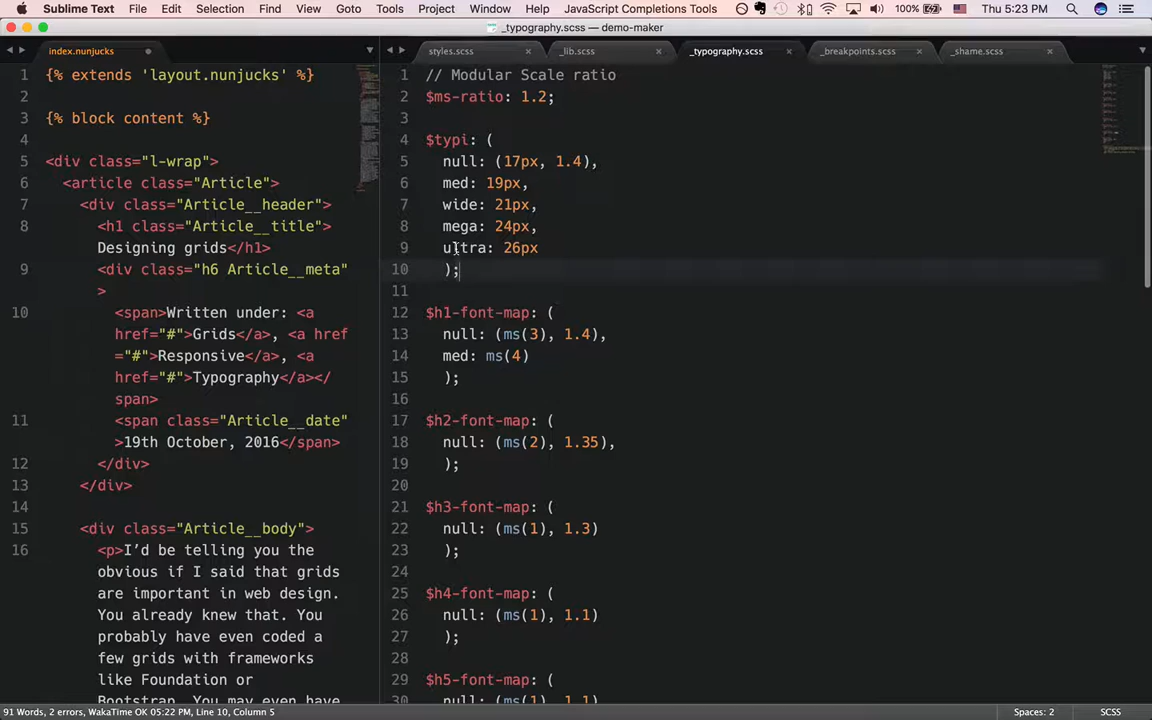 Sublime Text File Edit Selection Find View Goto Tools Project Window Help JavaScript Completions Tools 100% Thu 5:23 PM
_typography.scss — demo-maker
index.nunjucks styles.scss _lib.scss _typography.scss _breakpoints.scss _shame.scss
1 {% extends 'layout.nunjucks' %}
2
3 {% block content %}
4
5 <div class="l-wrap">
6 <article class="Article">
7 <div class="Article__header">
8 <h1 class="Article__title">
Designing grids</h1>
9 <div class="h6 Article__meta"
>
10 <span>Written under: <a
href="#">Grids</a>, <a href
="#">Responsive</a>, <a
href="#">Typography</a></
span>
11 <span class="Article__date"
>19th October, 2016</span>
12 </div>
13 </div>
14
15 <div class="Article__body">
16 <p>I’d be telling you the
obvious if I said that grids
are important in web design.
You already knew that. You
probably have even coded a
few grids with frameworks
like Foundation or
Bootstrap. You may even have
1 // Modular Scale ratio
2 $ms-ratio: 1.2;
3
4 $typi: (
5 null: (17px, 1.4),
6 med: 19px,
7 wide: 21px,
8 mega: 24px,
9 ultra: 26px
10 );
11
12 $h1-font-map: (
13 null: (ms(3), 1.4),
14 med: ms(4)
15 );
16
17 $h2-font-map: (
18 null: (ms(2), 1.35),
19 );
20
21 $h3-font-map: (
22 null: (ms(1), 1.3)
23 );
24
25 $h4-font-map: (
26 null: (ms(1), 1.1)
27 );
28
29 $h5-font-map: (
30 null: (ms(1), 1.1)
91 Words, 2 errors, WakaTime OK 05:22 PM, Line 10, Column 5 Spaces: 2 SCSS